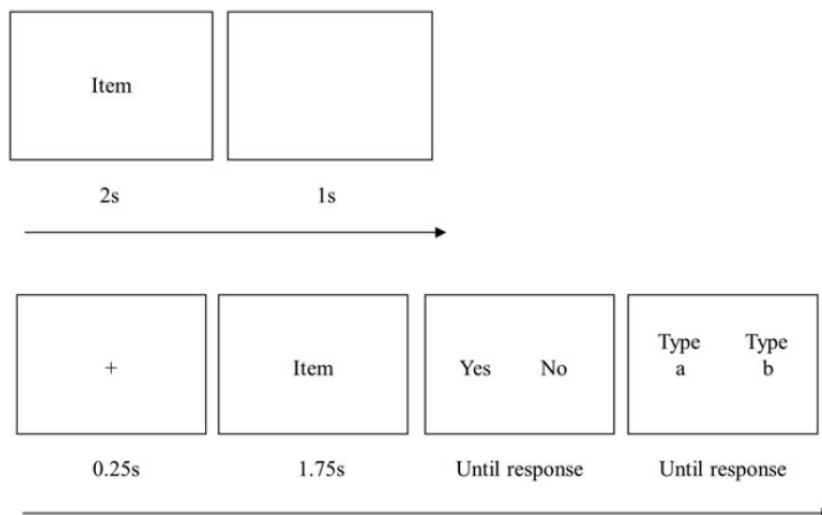 Item
2s 1s
+ Item Yes No Type a Type b
0.25s 1.75s Until response Until response